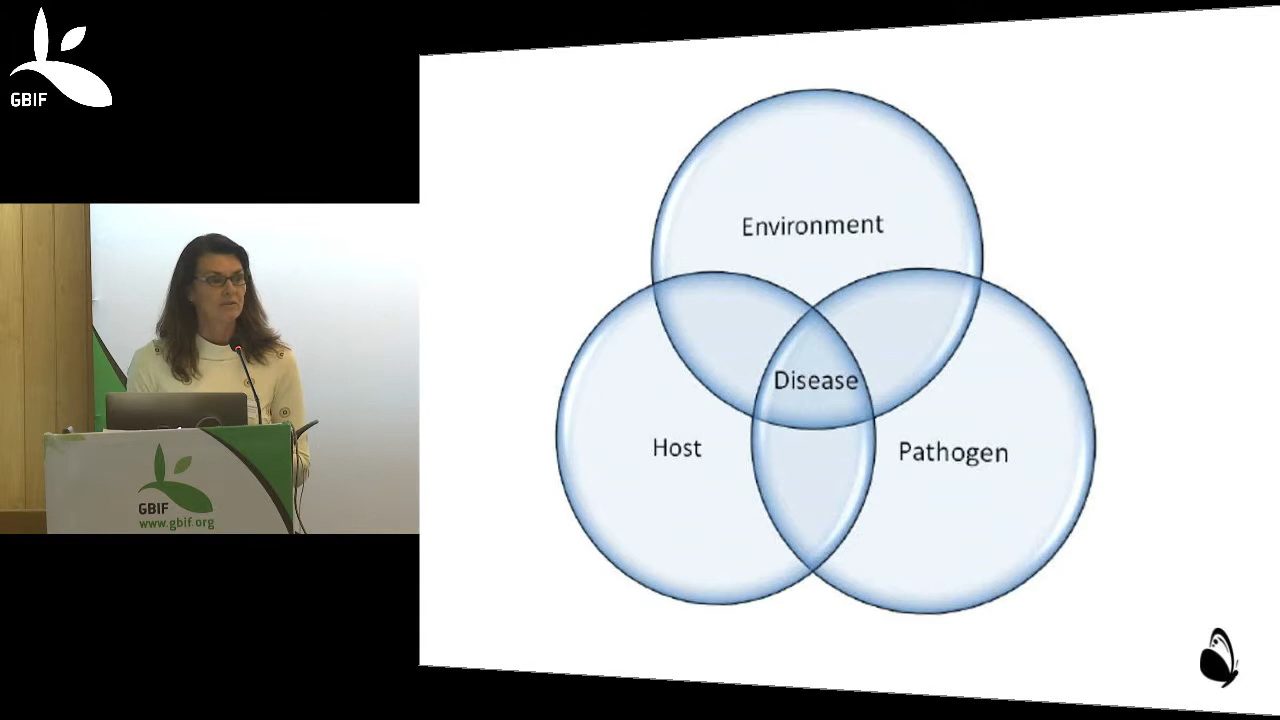 GBIF
Environment
Disease
Host
Pathogen
GBIF
www.gbif.org